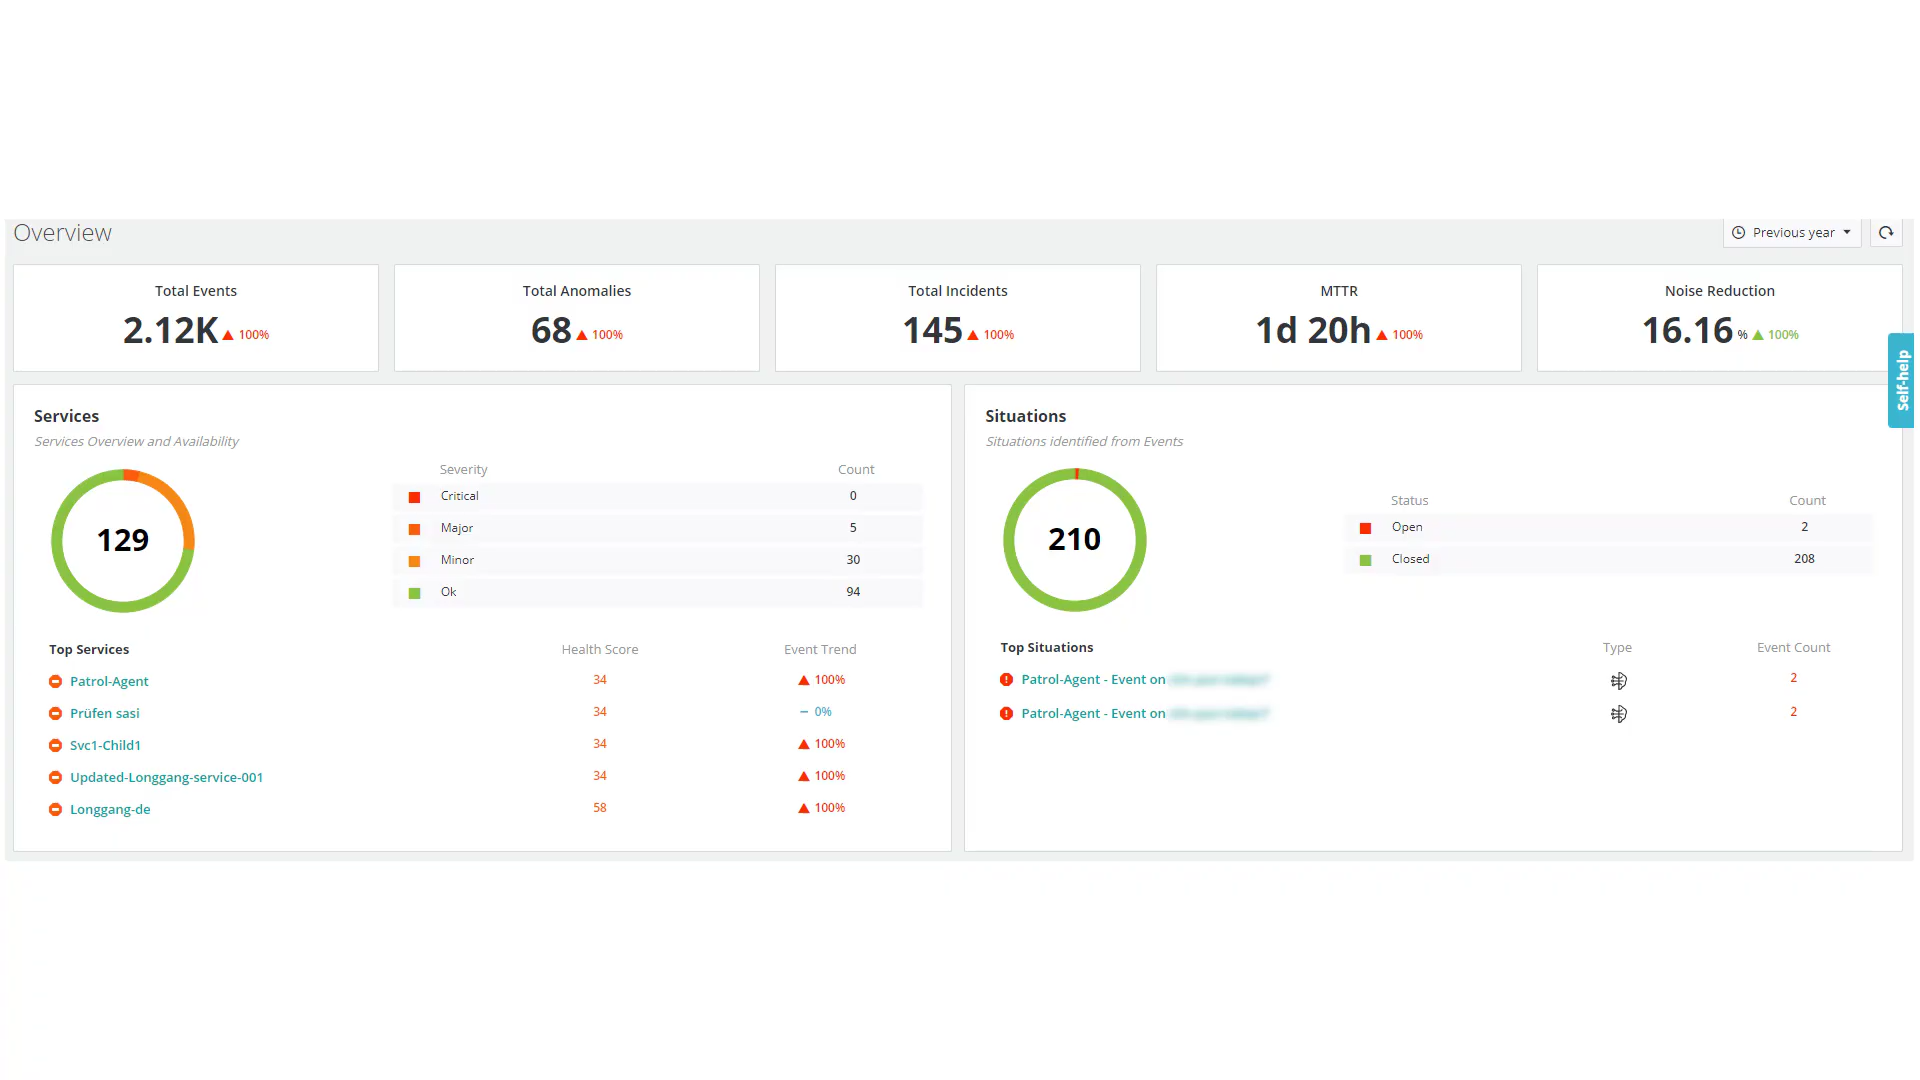 Overview
Previous year
Total Events
2.12K 100%
Total Anomalies
68 100%
Total Incidents
145 100%
MTTR
1d 20h 100%
Noise Reduction
16.16 % 100%
Self-help
Services
Services Overview and Availability
129
Severity Count
Critical 0
Major 5
Minor 30
Ok 94
Top Services Health Score Event Trend
Patrol-Agent 34 100%
Prüfen sasi 34 0%
Svc1-Child1 34 100%
Updated-Longgang-service-001 34 100%
Longgang-de 58 100%
Situations
Situations identified from Events
210
Status Count
Open 2
Closed 208
Top Situations Type Event Count
Patrol-Agent - Event on 2
Patrol-Agent - Event on 2